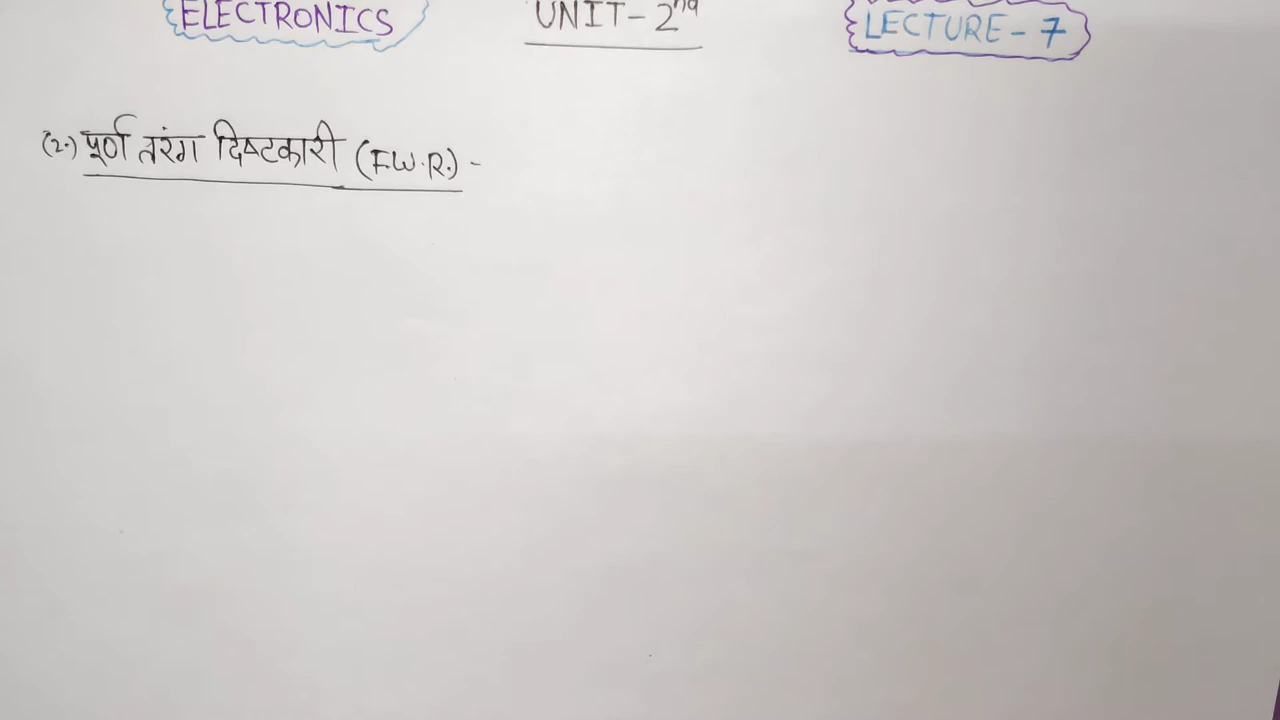 ELECTRONICS UNIT-2nd LECTURE-7
(2.) पूर्ण तरंग दिष्टकारी (F.W.R.) -